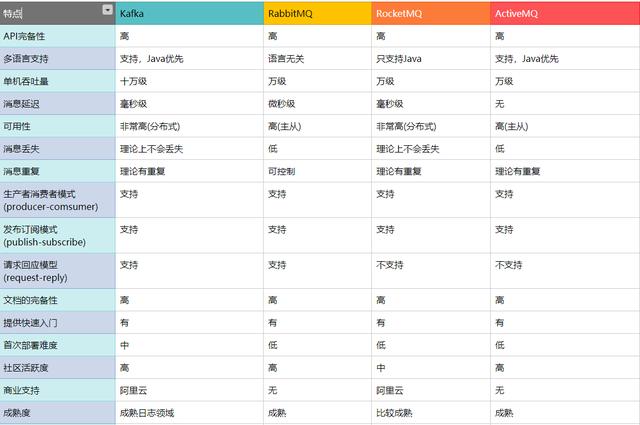 特点 Kafka RabbitMQ RocketMQ ActiveMQ
API完备性 高 高 高 高
多语言支持 支持，Java优先 语言无关 只支持Java 支持，Java优先
单机吞吐量 十万级 万级 万级 万级
消息延迟 毫秒级 微秒级 毫秒级 无
可用性 非常高(分布式) 高(主从) 非常高(分布式) 高(主从)
消息丢失 理论上不会丢失 低 理论上不会丢失 低
消息重复 理论有重复 可控制 理论有重复 理论有重复
生产者消费者模式 支持 支持 支持 支持
(producer-comsumer)
发布订阅模式 支持 支持 支持 支持
(publish-subscribe)
请求回应模型 支持 支持 不支持 不支持
(request-reply)
文档的完备性 高 高 高 高
提供快速入门 有 有 有 有
首次部署难度 中 低 低 低
社区活跃度 高 高 中 高
商业支持 阿里云 无 阿里云 无
成熟度 成熟日志领域 成熟 比较成熟 成熟